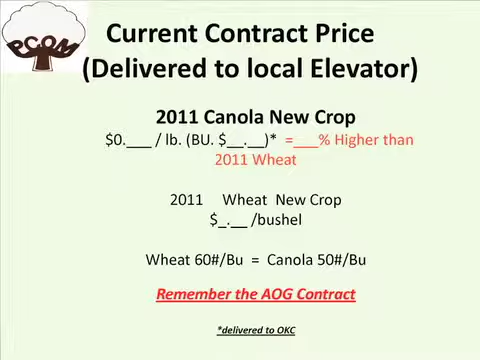 PCOM
Current Contract Price
(Delivered to local Elevator)
2011 Canola New Crop
$0.___ / lb. (BU. $__.__)* =___% Higher than
2011 Wheat
2011 Wheat New Crop
$_.__ /bushel
Wheat 60#/Bu = Canola 50#/Bu
Remember the AOG Contract
*delivered to OKC